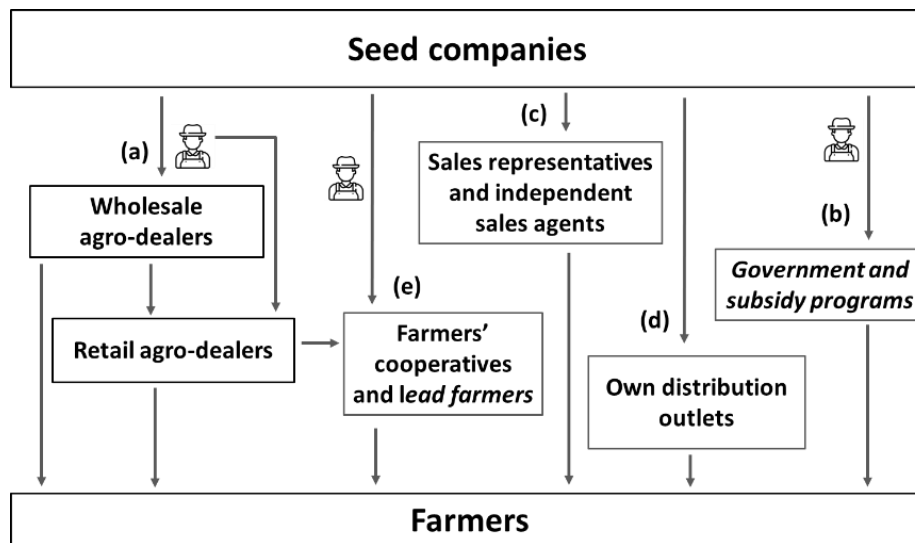 Seed companies
(a)
Wholesale
agro-dealers
Retail agro-dealers
(e)
Farmers'
cooperatives
and lead farmers
(c)
Sales representatives
and independent
sales agents
(d)
Own distribution
outlets
(b)
Government and
subsidy programs
Farmers